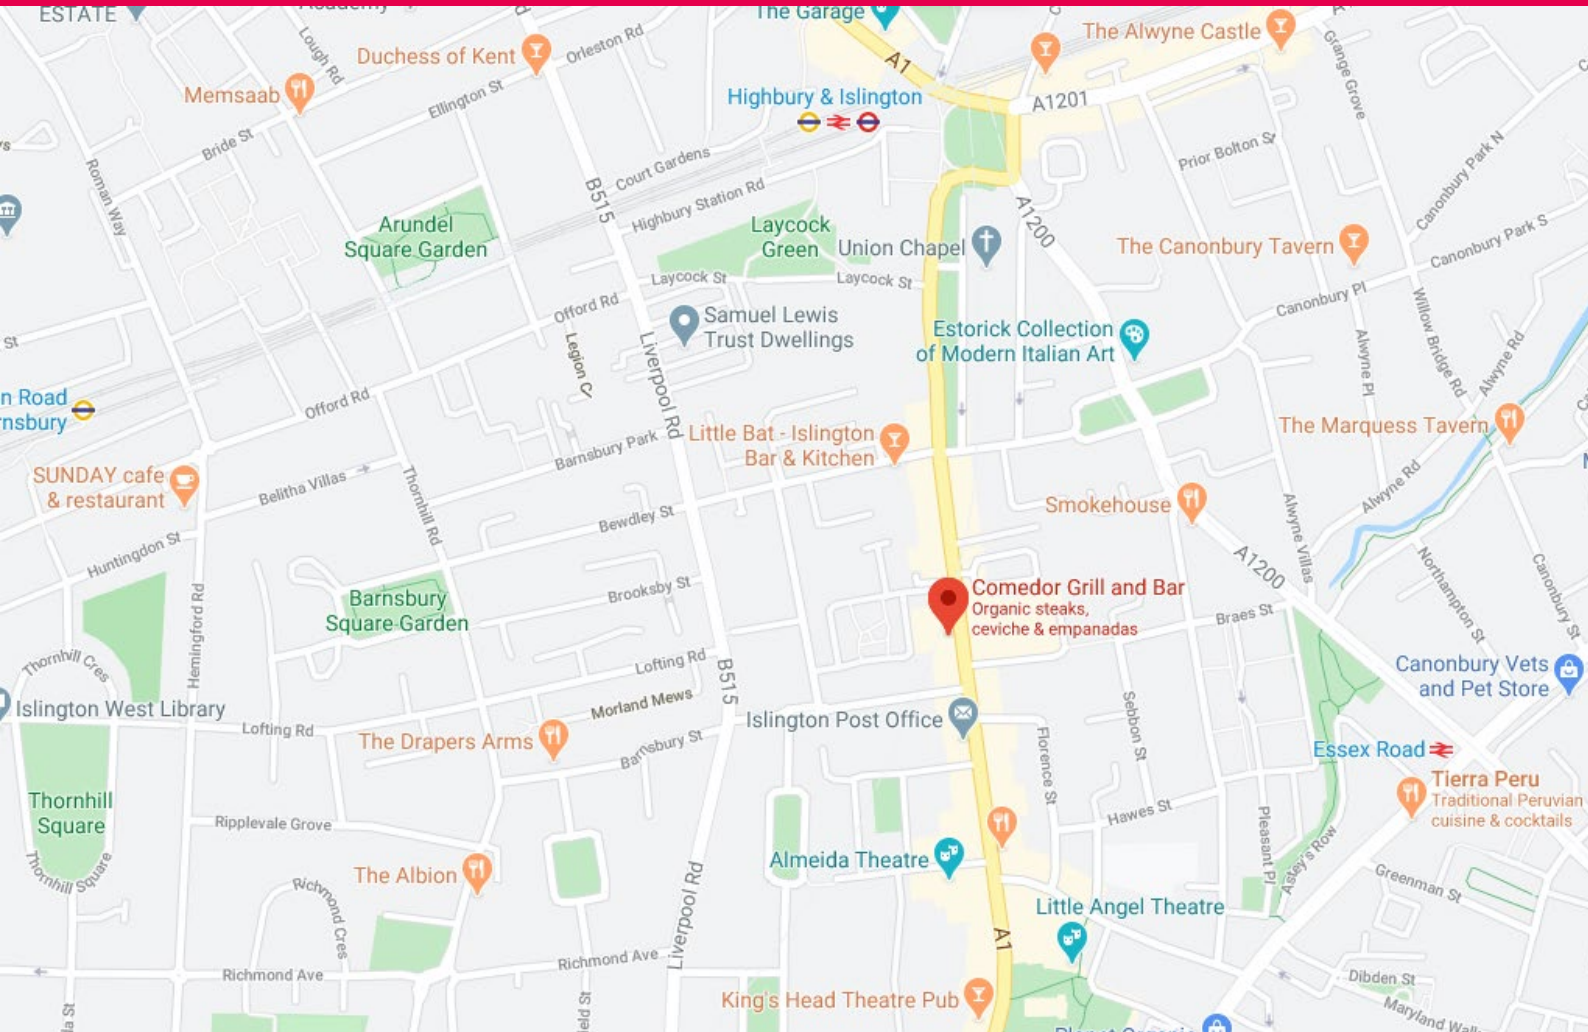 ESTATE
The Garage
A1
The Alwyne Castle
Duchess of Kent
Orleston Rd
Lough Rd
Grange Grove
Memsaab
Ellington St
Highbury & Islington
A1201
Bride St
Court Gardens
Prior Bolton St
Canonbury Park N
Roman Way
B515
Highbury Station Rd
A1200
Arundel
Square Garden
Laycock
Green
Union Chapel
The Canonbury Tavern
Canonbury Park S
Laycock St
Laycock St
Offord Rd
Canonbury Pl
Willow Bridge Rd
St
Samuel Lewis
Trust Dwellings
Estorick Collection
of Modern Italian Art
Legion Cl
Liverpool Rd
Alwyne Pl
Alwyne Rd
n Road
rnsbury
Offord Rd
Little Bat - Islington
Bar & Kitchen
The Marquess Tavern
Barnsbury Park
SUNDAY cafe
& restaurant
Belitha Villas
Thornhill Rd
Smokehouse
Alwyne Rd
Alwyne Villas
Bewdley St
Huntingdon St
A1200
Northampton St
Canonbury St
Hemingford Rd
Barnsbury
Square Garden
Brooksby St
Comedor Grill and Bar
Organic steaks,
ceviche & empanadas
Braes St
Thornhill Cres
Lofting Rd
B515
Canonbury Vets
and Pet Store
Islington West Library
Morland Mews
Sebbon St
Lofting Rd
The Drapers Arms
Barnsbury St
Islington Post Office
Florence St
Essex Road
Tierra Peru
Traditional Peruvian
cuisine & cocktails
Thornhill
Square
Ripplevale Grove
Hawes St
Pleasant Pl
Astey's Row
Thornhill Square
The Albion
Almeida Theatre
Richmond Cres
Liverpool Rd
Greenman St
Little Angel Theatre
A1
Richmond Ave
Richmond Ave
King's Head Theatre Pub
Dibden St
la St
ield St
Maryland Walk
Planet Organic